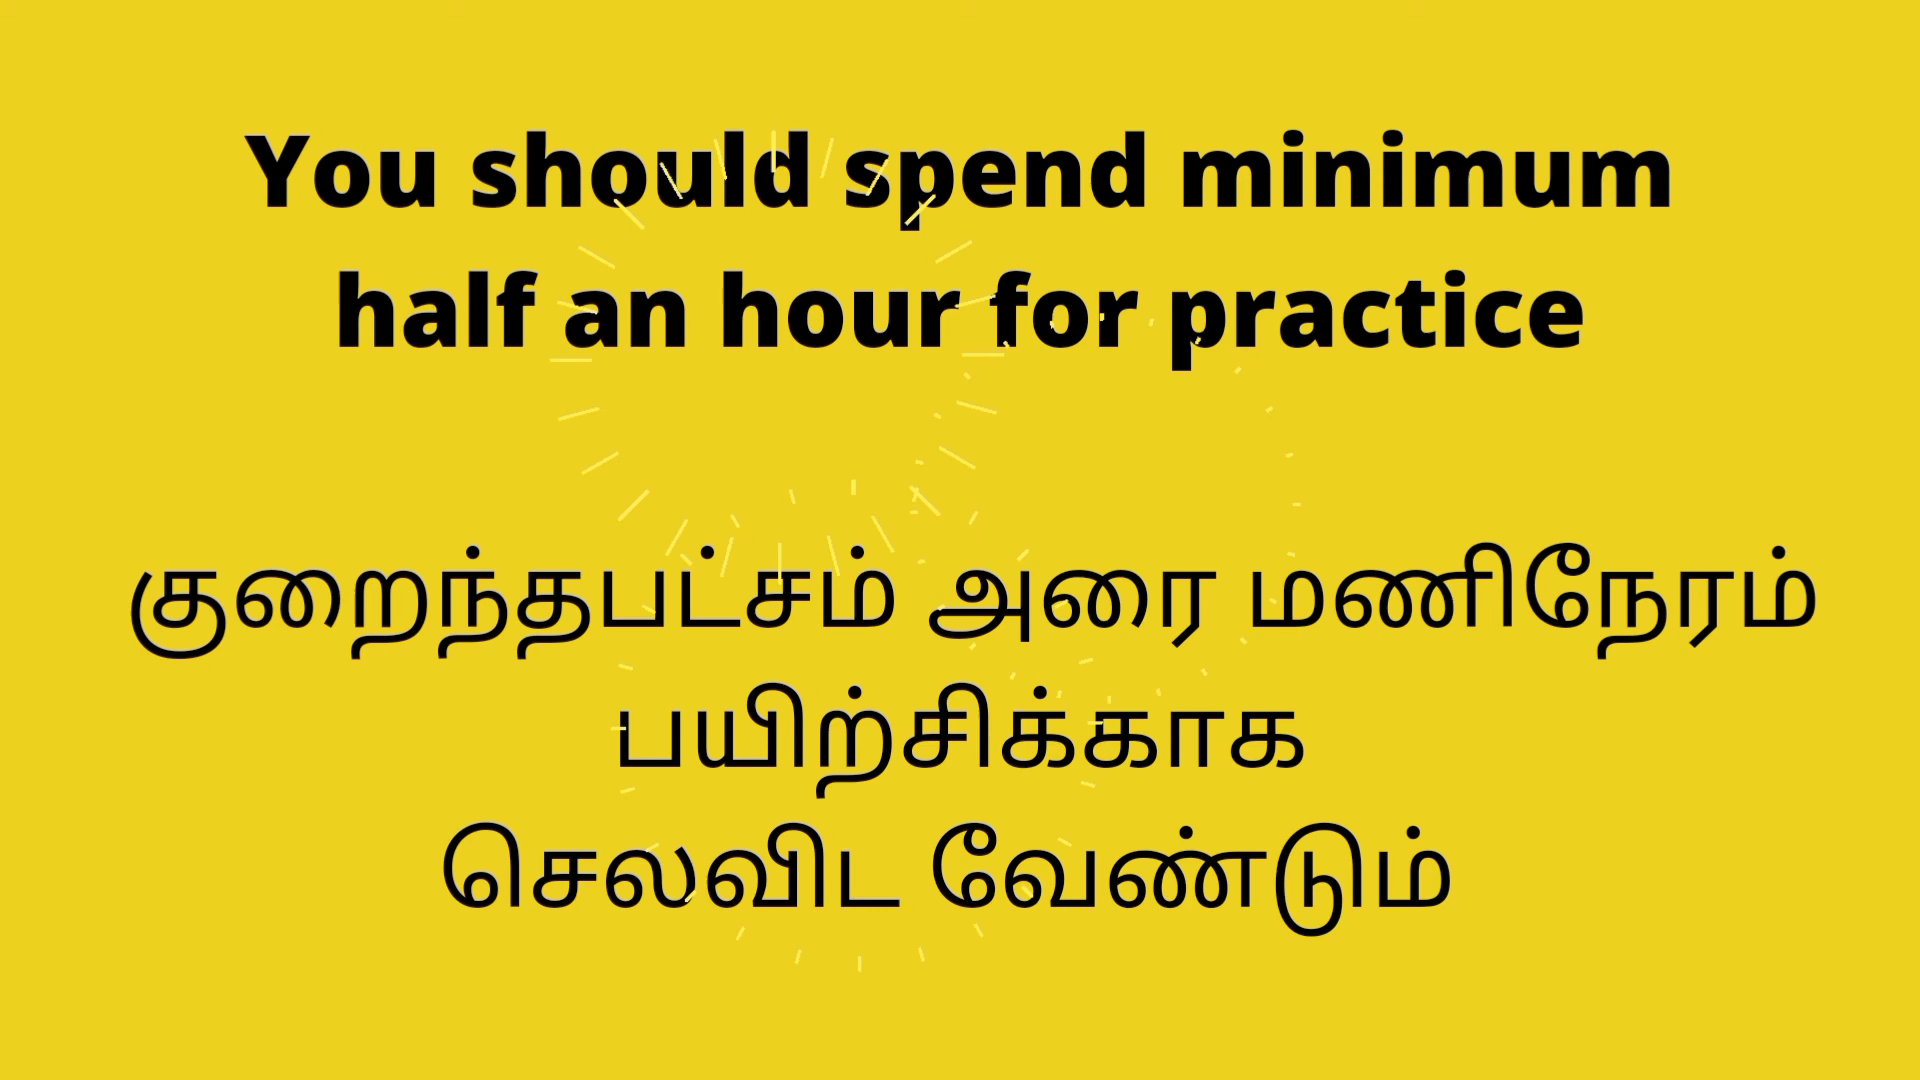 You should spend minimum
half an hour for practice
குறைந்தபட்சம் அரை மணிநேரம்
பயிற்சிக்காக
செலவிட வேண்டும்